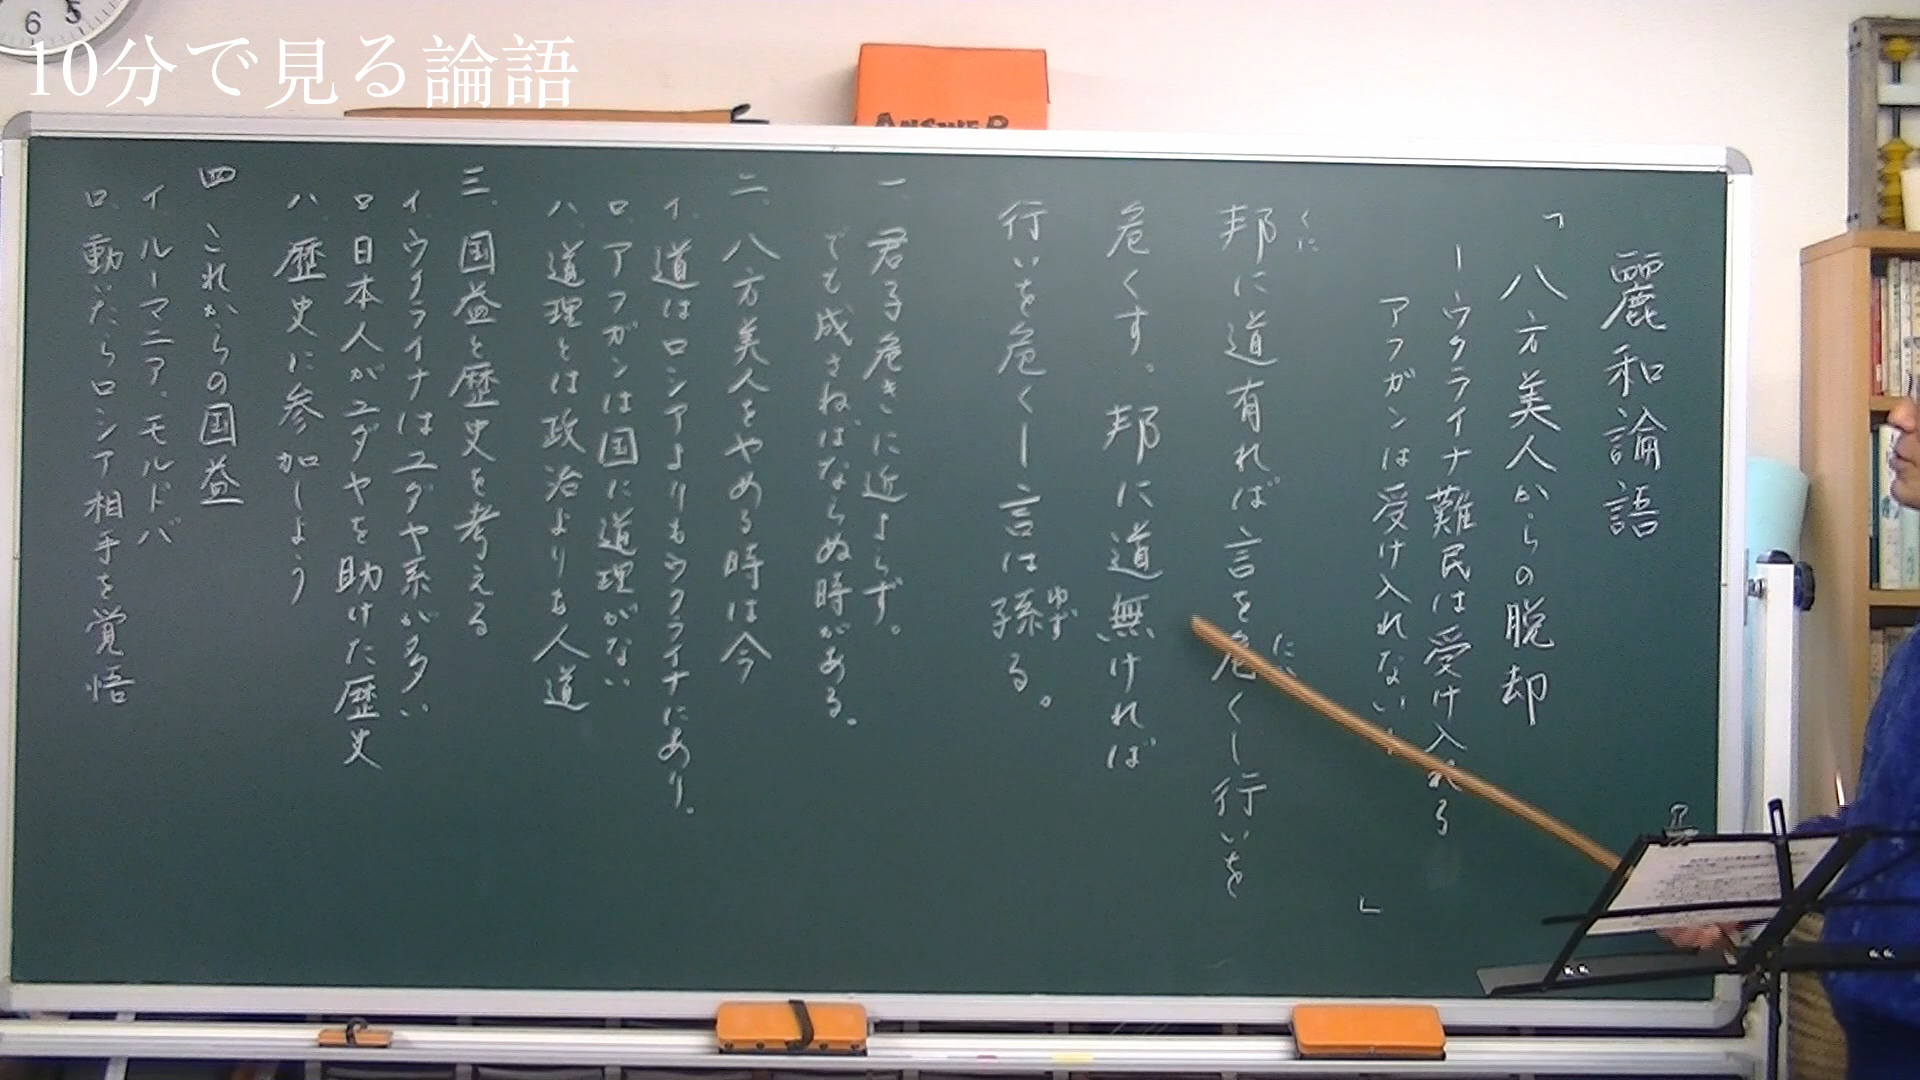 10分で見る論語
ANSWER
6 5
麗和論語
「八方美人からの脱却
ーウクライナ難民は受け入れる
アフガンは受け入れない
」
邦に道有れば言を危くし行いを
くに
危くす。邦に道無ければ
行いを危くし言は孫る。
ゆず
一、君子危きに近よらず。
でも成さねばならぬ時がある。
二、八方美人をやめる時は今
イ、道はロシアよりもウクライナにあり。
ロ、アフガンは国に道理がない
ハ、道理とは政治よりも人道
三、国益と歴史を考える
イ、ウクライナはユダヤ系が多い
ロ、日本人がユダヤを助けた歴史
ハ、歴史に参加しよう
四 これからの国益
イ、ルーマニア、モルドバ
ロ、動いたらロシア相手を覚悟